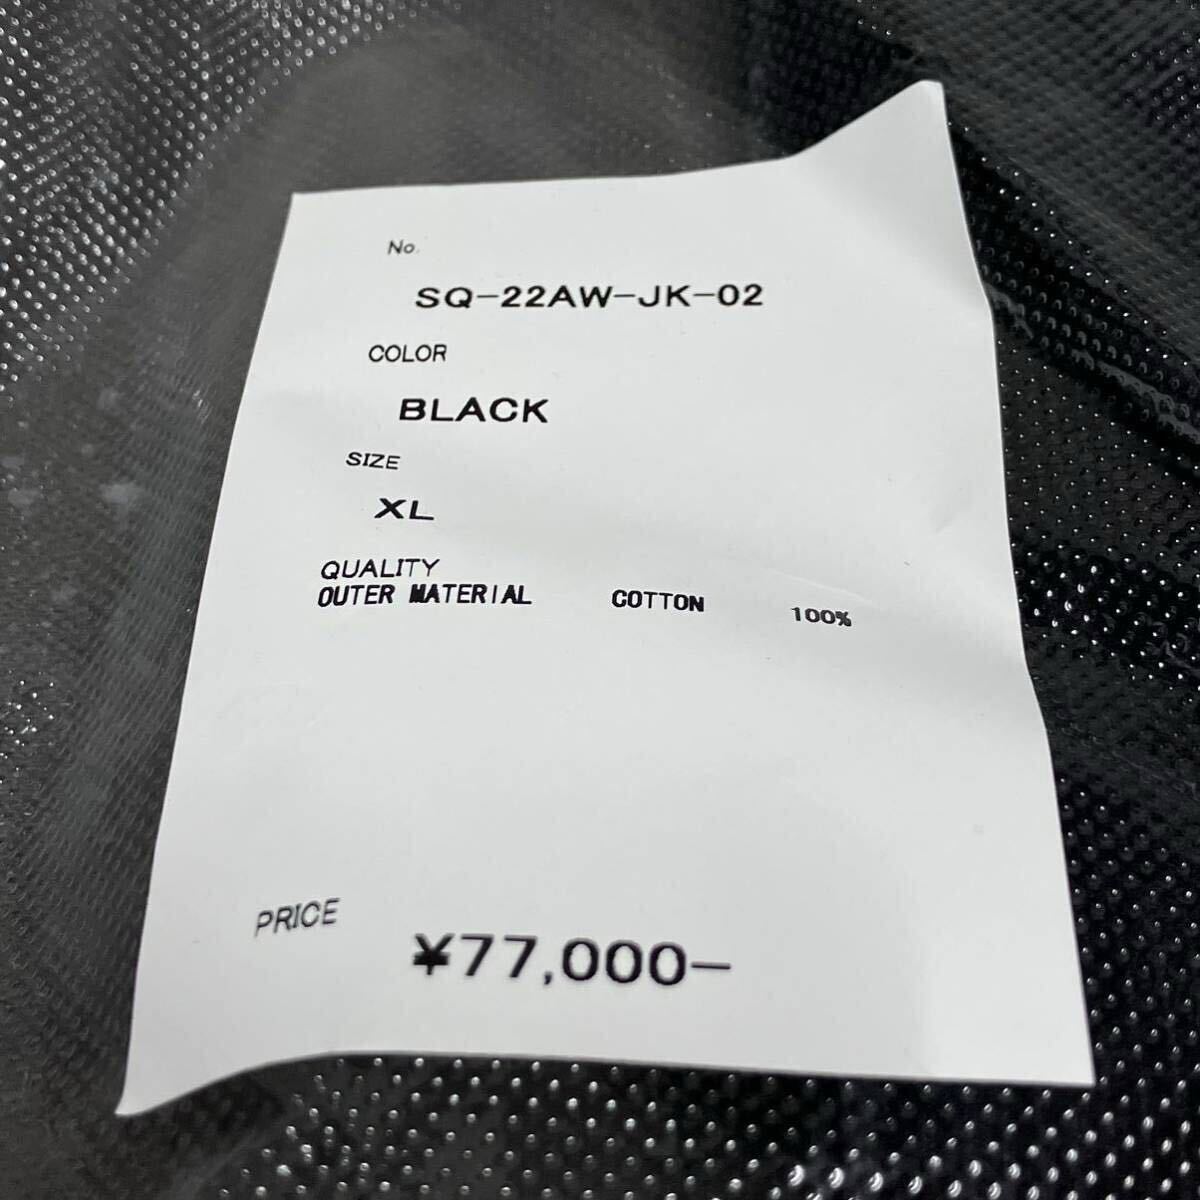 No.
SQ-22AW-JK-02
COLOR
BLACK
SIZE
XL
QUALITY
OUTER MATERIAL COTTON 100%
PRICE
¥77,000-